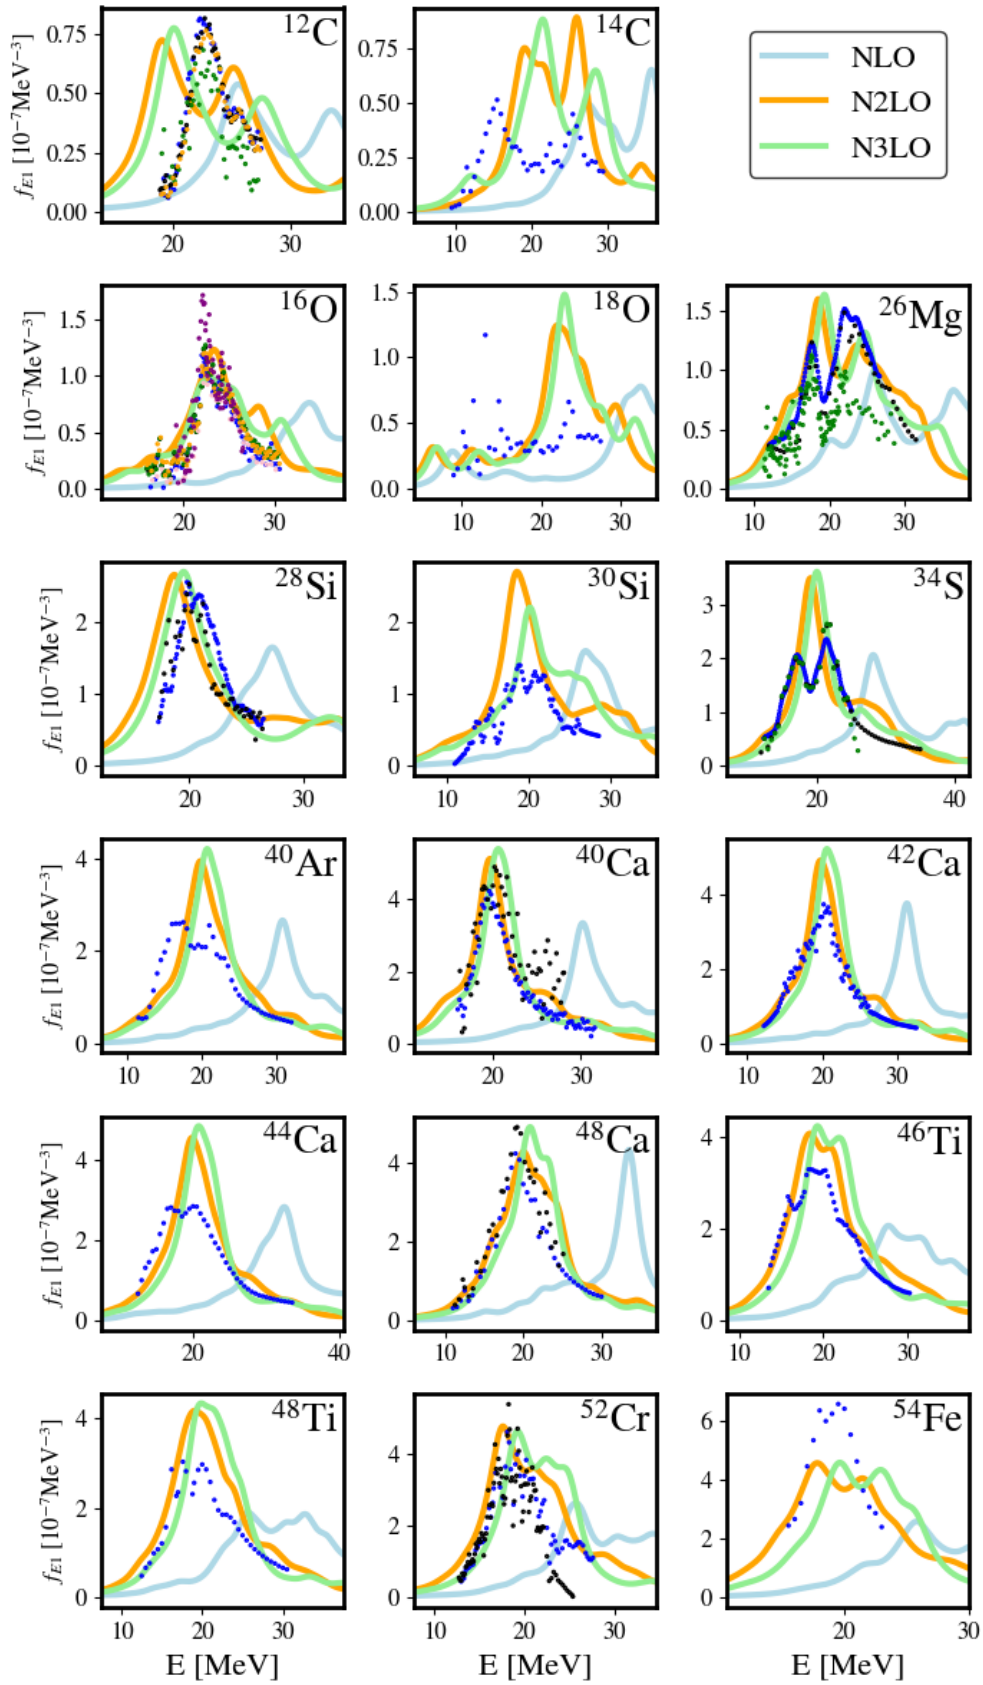 ¹²C
¹⁴C
NLO
N2LO
N3LO
f_E1 [10⁻⁷MeV⁻³]
0.75
0.50
0.25
0.00
0.75
0.50
0.25
0.00
20 30
10 20 30
¹⁶O
¹⁸O
²⁶Mg
f_E1 [10⁻⁷MeV⁻³]
1.5
1.0
0.5
0.0
1.5
1.0
0.5
0.0
1.5
1.0
0.5
0.0
20 30
10 20 30
10 20 30
²⁸Si
³⁰Si
³⁴S
f_E1 [10⁻⁷MeV⁻³]
2
1
0
2
1
0
3
2
1
0
20 30
10 20 30
20 40
⁴⁰Ar
⁴⁰Ca
⁴²Ca
f_E1 [10⁻⁷MeV⁻³]
4
2
0
4
2
0
4
2
0
10 20 30
20 30
10 20 30
⁴⁴Ca
⁴⁸Ca
⁴⁶Ti
f_E1 [10⁻⁷MeV⁻³]
4
2
0
4
2
0
4
2
0
20 40
10 20 30
10 20 30
⁴⁸Ti
⁵²Cr
⁵⁴Fe
f_E1 [10⁻⁷MeV⁻³]
4
2
0
4
2
0
6
4
2
0
10 20 30
10 20 30
20 30
E [MeV]
E [MeV]
E [MeV]